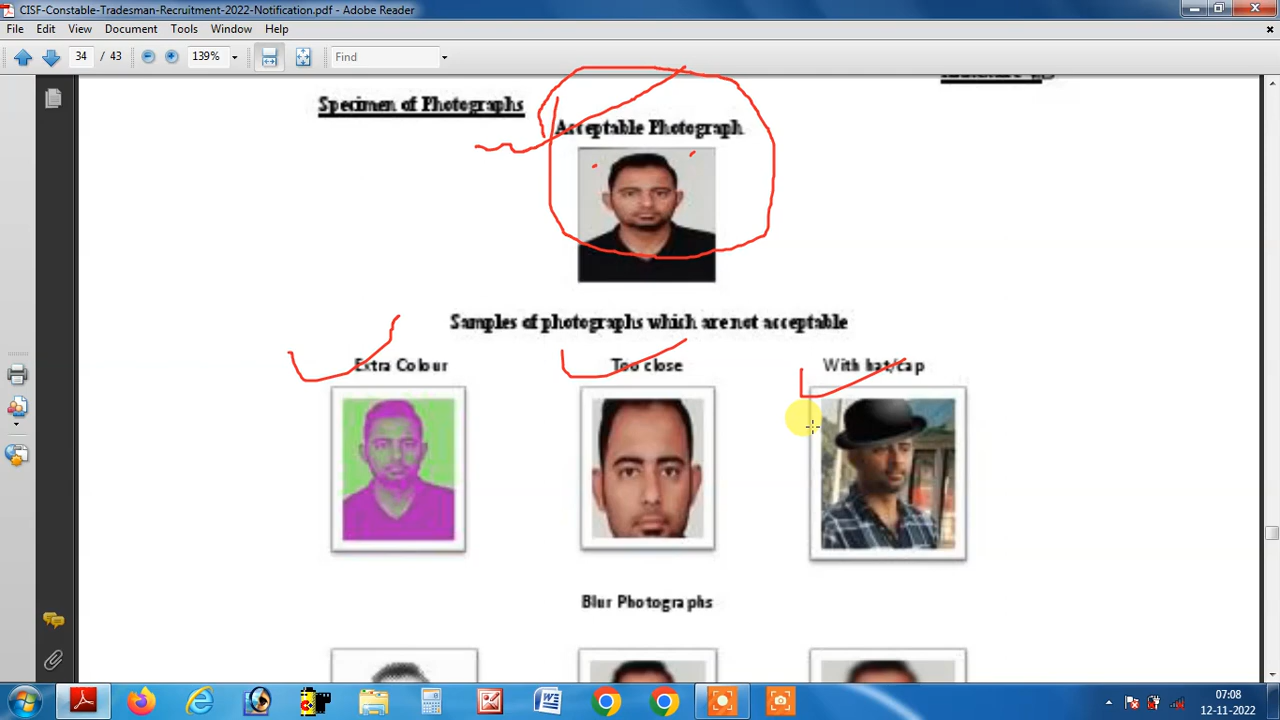 CISF-Constable-Tradesman-Recruitment-2022-Notification.pdf - Adobe Reader
File Edit View Document Tools Window Help
34 / 43 139% Find
Specimen of Photographs
Acceptable Photograph
Samples of photographs which are not acceptable
Extra Colour Too close With hat/cap
Blur Photographs
07:08
12-11-2022